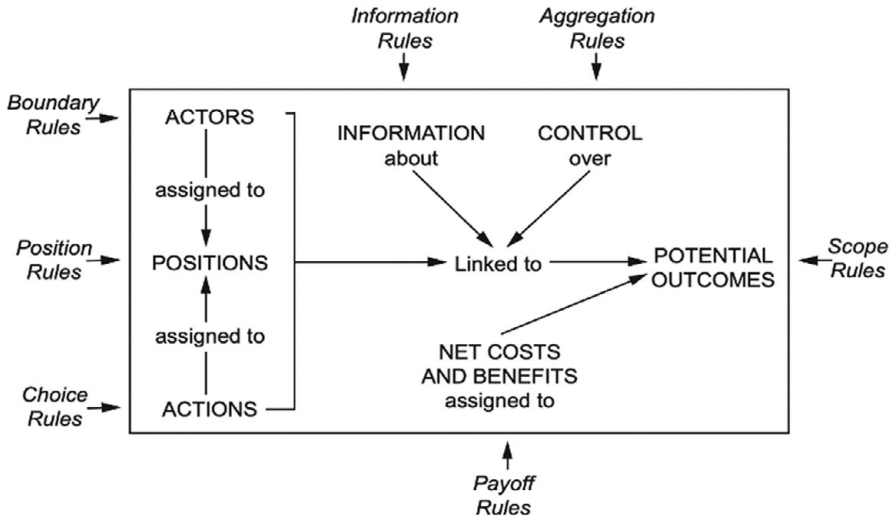 Information
Rules
Aggregation
Rules
Boundary
Rules
ACTORS
INFORMATION
about
CONTROL
over
assigned to
Position
Rules
POSITIONS
Linked to
POTENTIAL
OUTCOMES
Scope
Rules
assigned to
NET COSTS
AND BENEFITS
assigned to
Choice
Rules
ACTIONS
Payoff
Rules